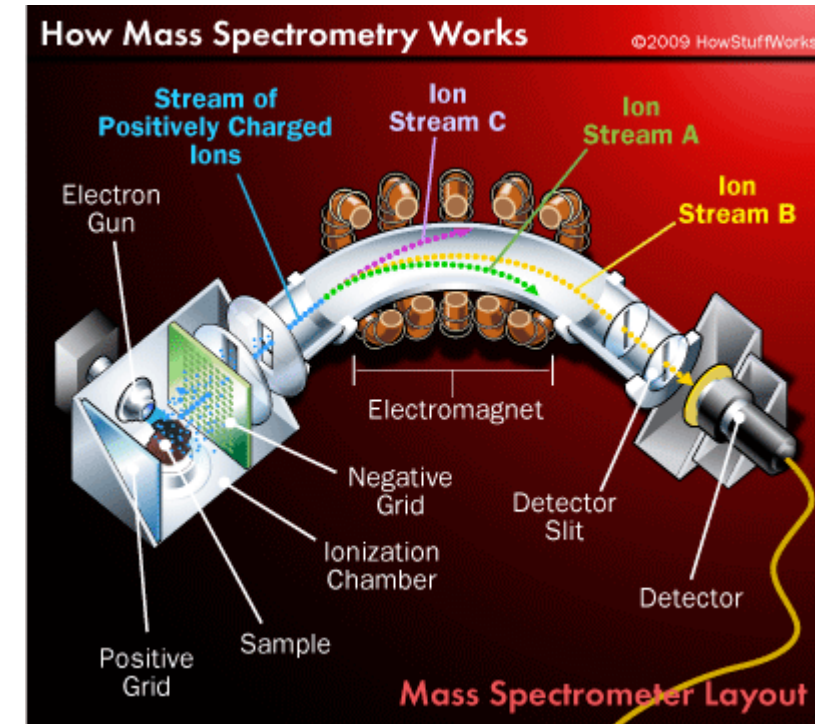 How Mass Spectrometry Works
©2009 HowStuffWorks
Stream of
Positively Charged
Ions
Ion
Stream C
Ion
Stream A
Ion
Stream B
Electron
Gun
Electromagnet
Negative
Grid
Detector
Slit
Ionization
Chamber
Detector
Sample
Positive
Grid
Mass Spectrometer Layout